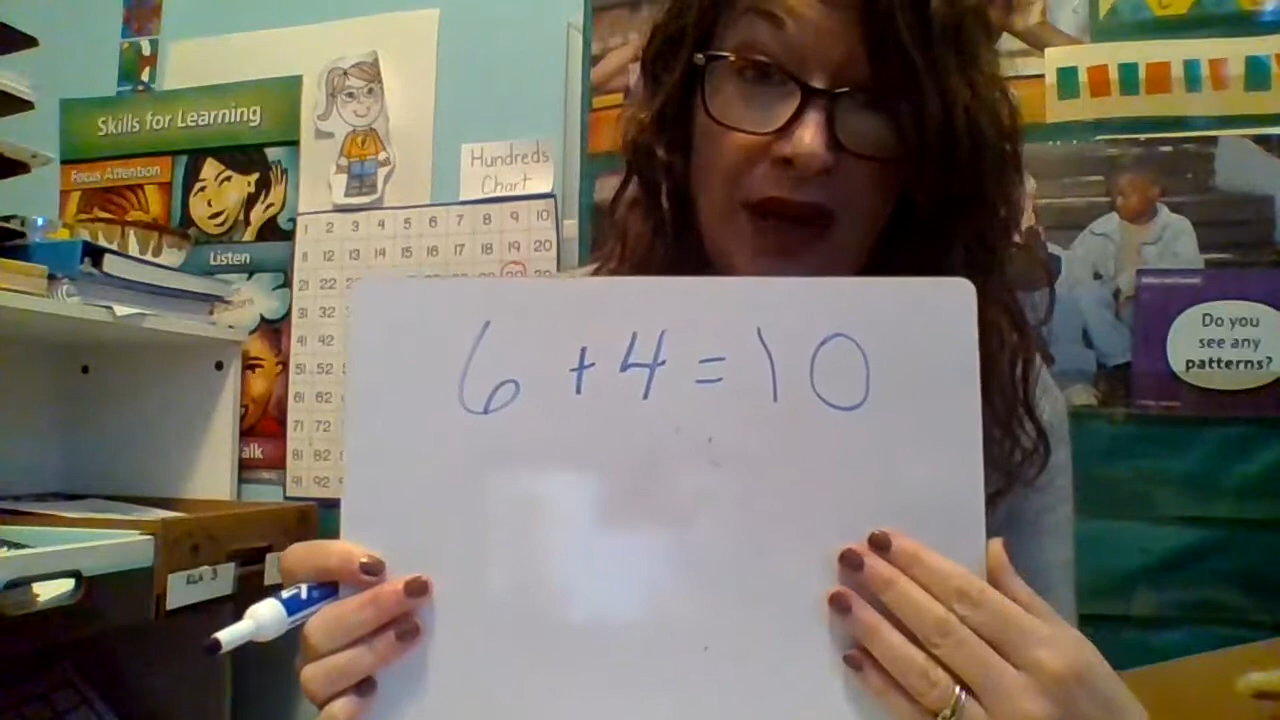 Skills for Learning
Focus Attention
Listen
alk
Hundreds
Chart
1 2 3 4 5 6 7 8 9 10
11 12 13 14 15 16 17 18 19 20
21 22
31 32
41 42
51 52
61 62
71 72
81 82
91 92
6 + 4 = 10
Do you
see any
patterns?